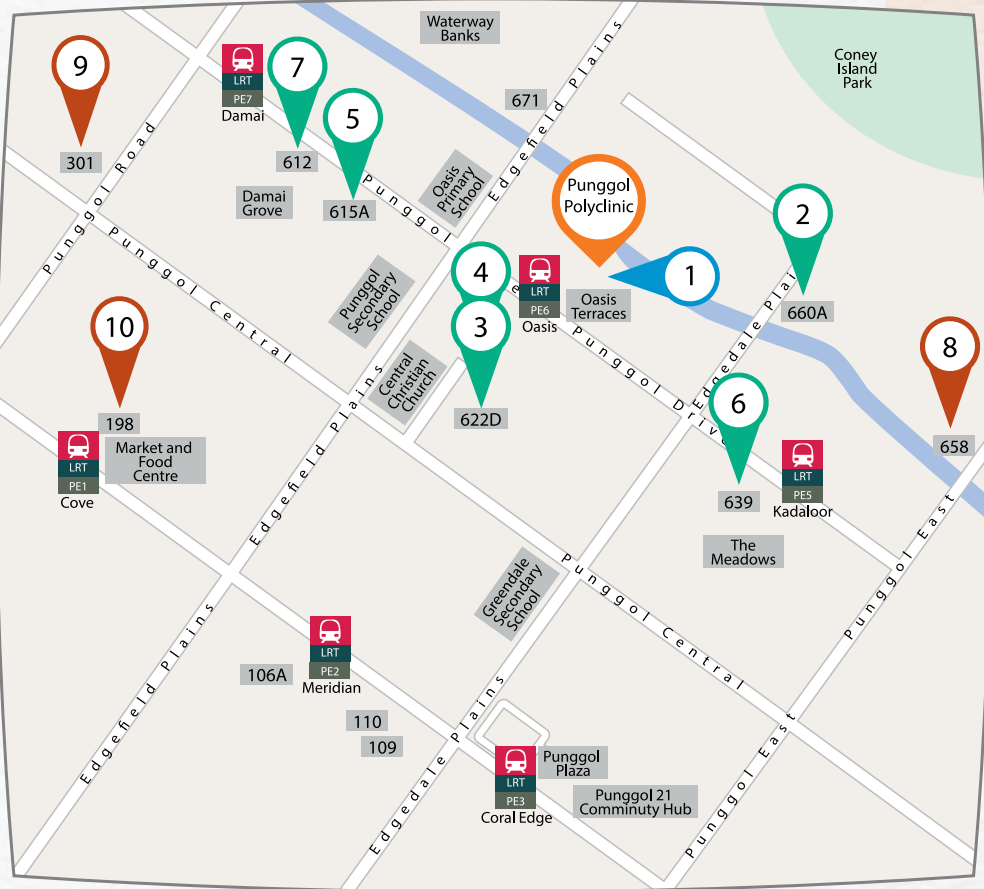 Waterway
Banks
Coney
Island
Park
9
301
LRT
PE7
Damai
7
612
5
615A
Damai
Grove
671
Oasis
Primary
School
Edgefield Plains
Punggol Road
Punggol Road
Punggol
Punggol
Polyclinic
1
2
660A
Punggol Central
Punggol
Secondary
School
4
3
622D
e
LRT
PE6
Oasis
Oasis
Terraces
Punggol Drive
Edgedale Plai
8
658
10
198
Market and
Food
Centre
LRT
PE1
Cove
Central
Christian
Church
Edgefield Plains
6
639
LRT
PE5
Kadaloor
The
Meadows
Greendale
Secondary
School
Punggol Central
Punggol East
Edgefield Plains
LRT
PE2
Meridian
106A
110
109
Edgedale Plains
LRT
PE3
Coral Edge
Punggol
Plaza
Punggol 21
Comminuty Hub
Punggol East